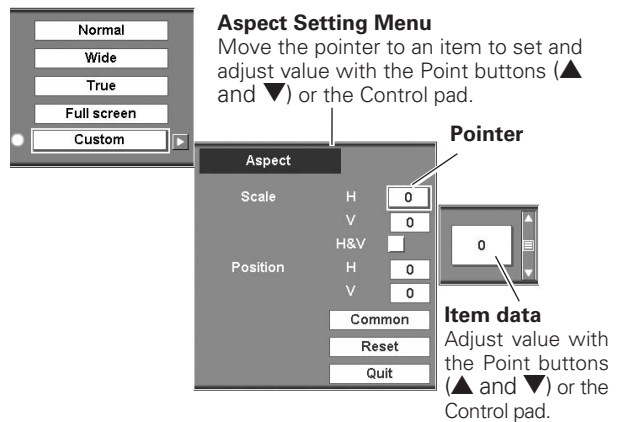 Normal
Wide
True
Full screen
Custom
Aspect Setting Menu
Move the pointer to an item to set and
adjust value with the Point buttons (▲
and ▼) or the Control pad.
Pointer
Aspect
Scale H 0
V 0
H&V
Position H 0
V 0
Common
Reset
Quit
0
Item data
Adjust value with
the Point buttons
(▲ and ▼) or the
Control pad.